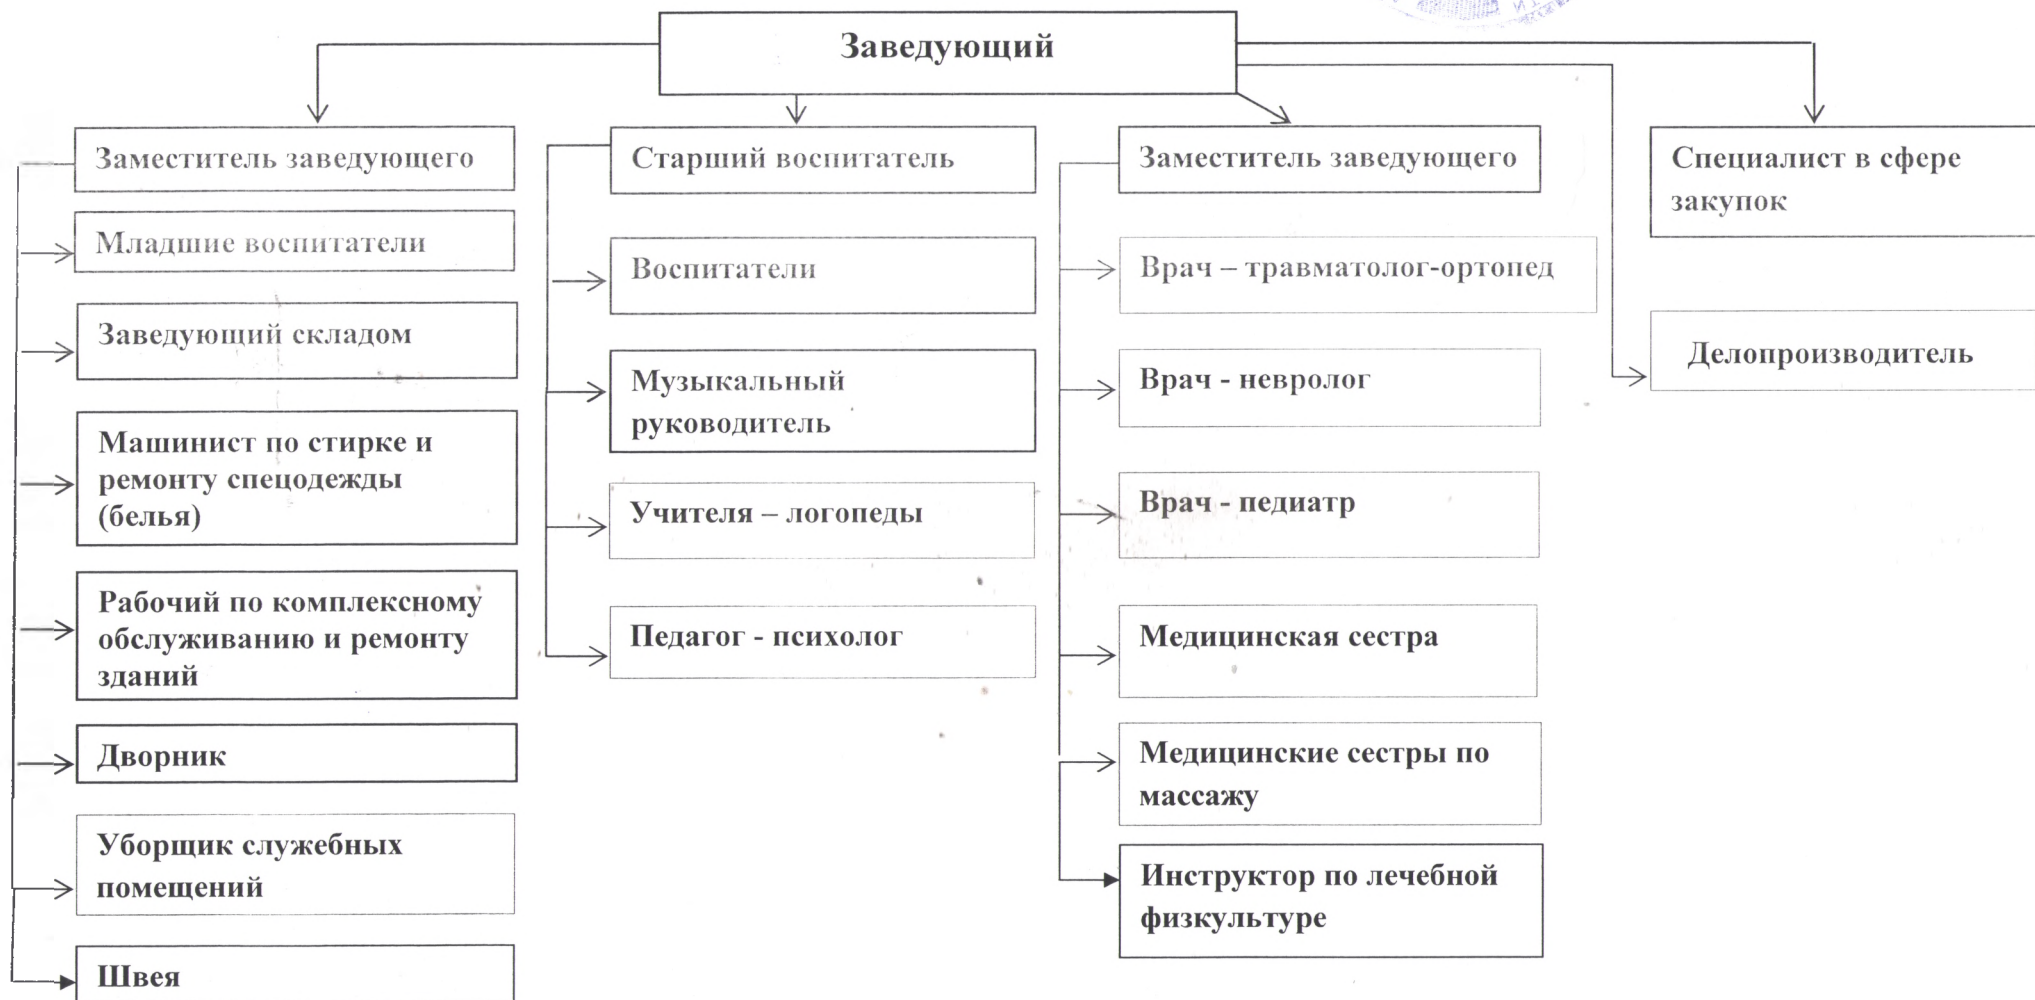 Заведующий
Заместитель заведующего
Младшие воспитатели
Заведующий складом
Машинист по стирке и
ремонту спецодежды
(белья)
Рабочий по комплексному
обслуживанию и ремонту
зданий
Дворник
Уборщик служебных
помещений
Швея
Старший воспитатель
Воспитатели
Музыкальный
руководитель
Учителя – логопеды
Педагог - психолог
Заместитель заведующего
Врач – травматолог-ортопед
Врач - невролог
Врач - педиатр
Медицинская сестра
Медицинские сестры по
массажу
Инструктор по лечебной
физкультуре
Специалист в сфере
закупок
Делопроизводитель